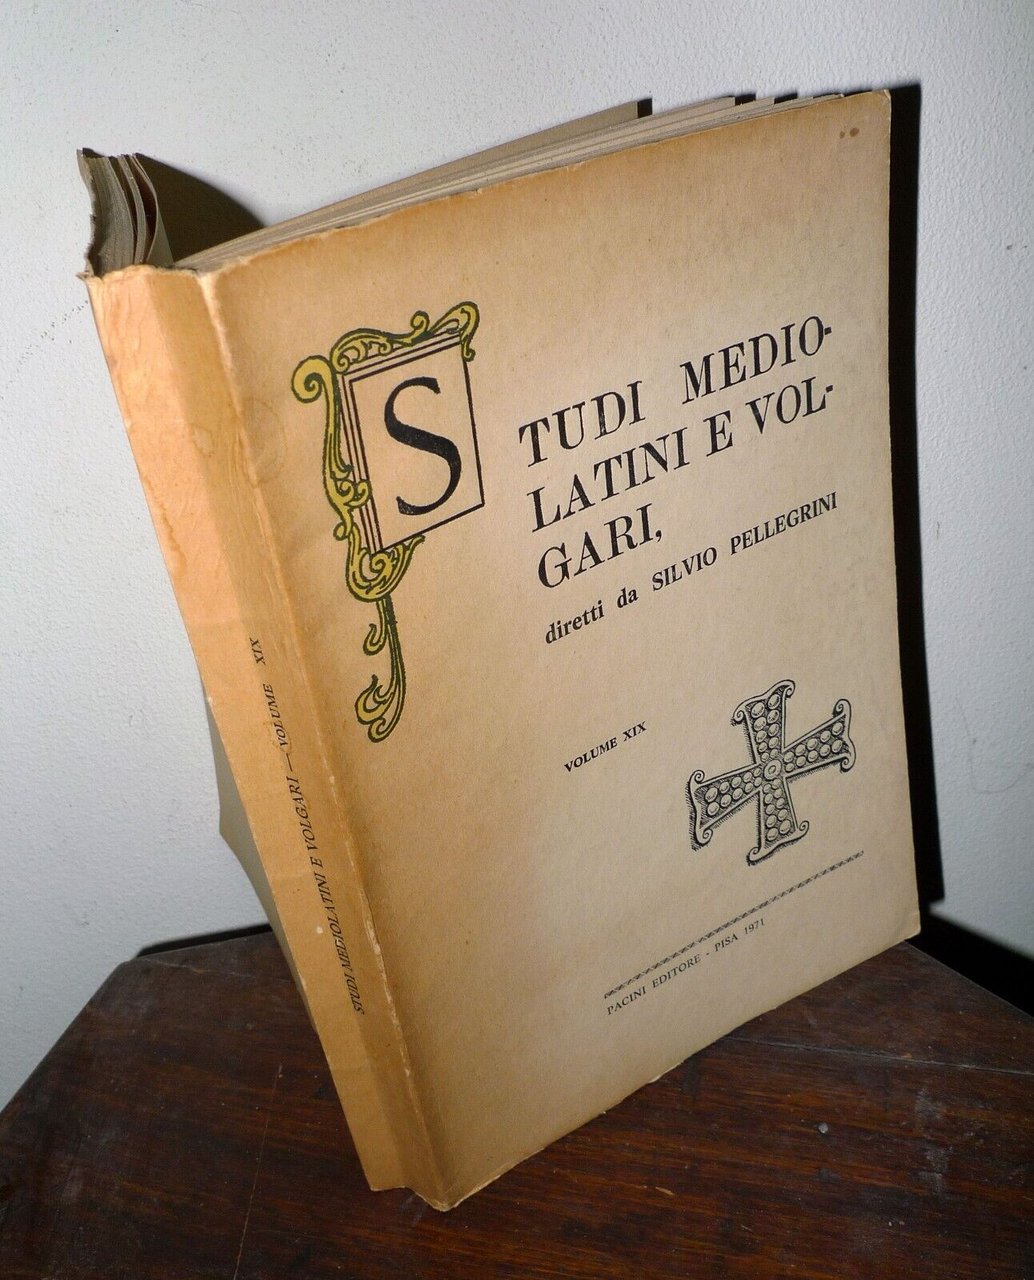 STUDI MEDIO-
LATINI E VOL-
GARI,
diretti da SILVIO PELLEGRINI
VOLUME XIX
PACINI EDITORE - PISA 1971
STUDI MEDIOLATINI E VOLGARI — VOLUME XIX